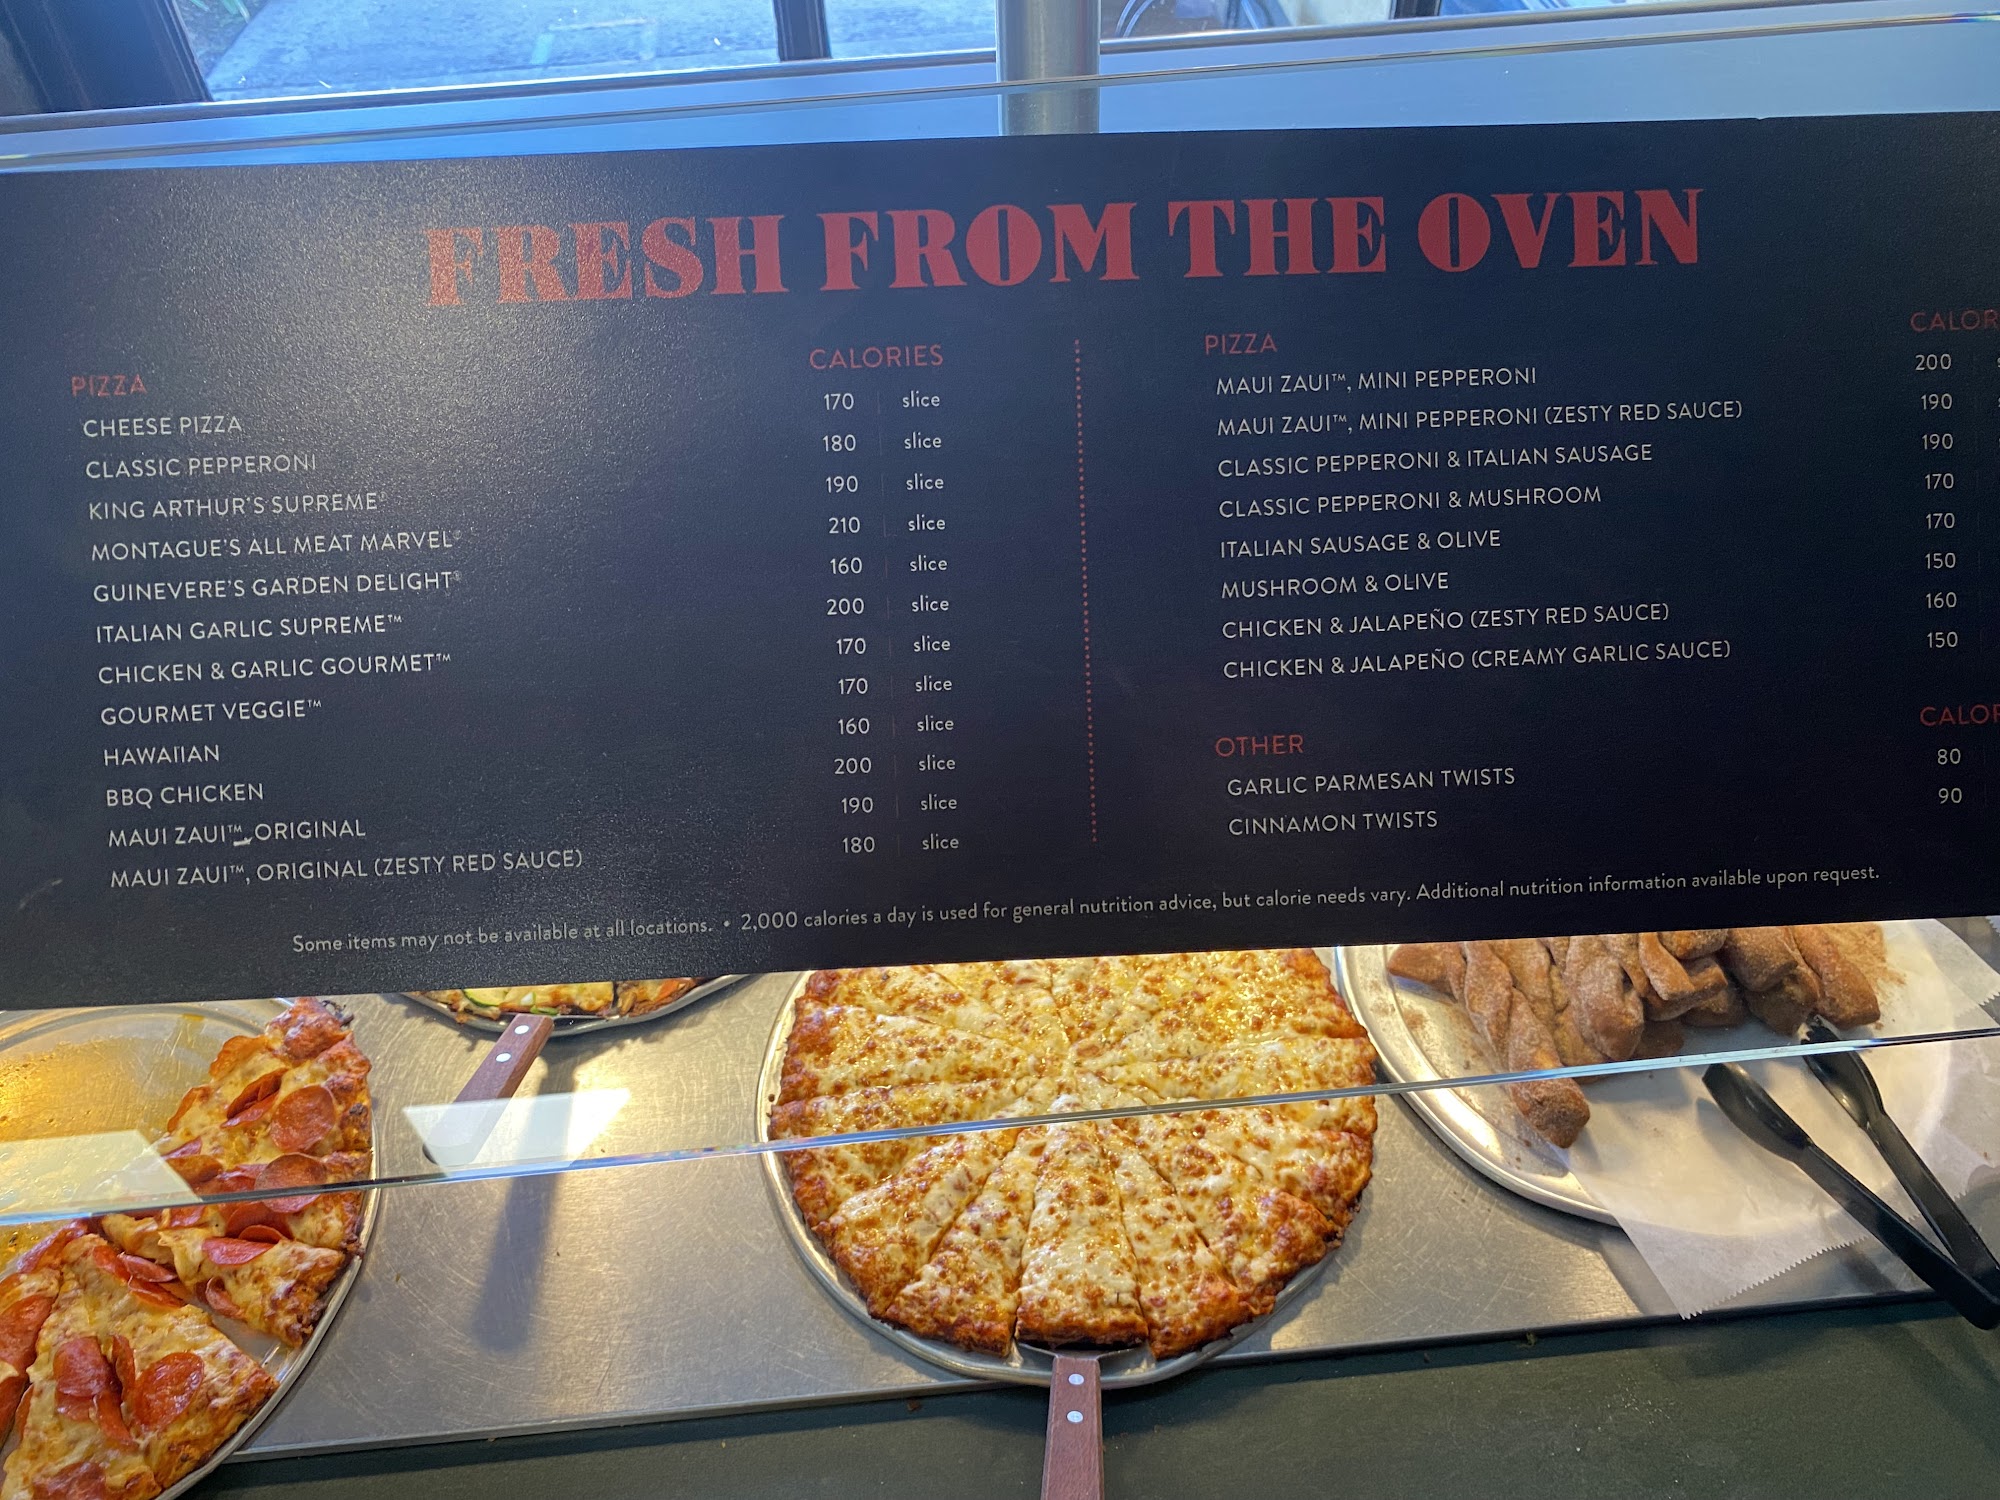 FRESH FROM THE OVEN
PIZZA CALORIES
CHEESE PIZZA 170 slice
CLASSIC PEPPERONI 180 slice
KING ARTHUR'S SUPREME® 190 slice
MONTAGUE'S ALL MEAT MARVEL® 210 slice
GUINEVERE'S GARDEN DELIGHT® 160 slice
ITALIAN GARLIC SUPREME™ 200 slice
CHICKEN & GARLIC GOURMET™ 170 slice
GOURMET VEGGIE™ 170 slice
HAWAIIAN 160 slice
BBQ CHICKEN 200 slice
MAUI ZAUI™, ORIGINAL 190 slice
MAUI ZAUI™, ORIGINAL (ZESTY RED SAUCE) 180 slice
PIZZA CALOR
MAUI ZAUI™, MINI PEPPERONI 200
MAUI ZAUI™, MINI PEPPERONI (ZESTY RED SAUCE) 190
CLASSIC PEPPERONI & ITALIAN SAUSAGE 190
CLASSIC PEPPERONI & MUSHROOM 170
ITALIAN SAUSAGE & OLIVE 170
MUSHROOM & OLIVE 150
CHICKEN & JALAPEÑO (ZESTY RED SAUCE) 160
CHICKEN & JALAPEÑO (CREAMY GARLIC SAUCE) 150
OTHER CALOR
GARLIC PARMESAN TWISTS 80
CINNAMON TWISTS 90
Some items may not be available at all locations. • 2,000 calories a day is used for general nutrition advice, but calorie needs vary. Additional nutrition information available upon request.